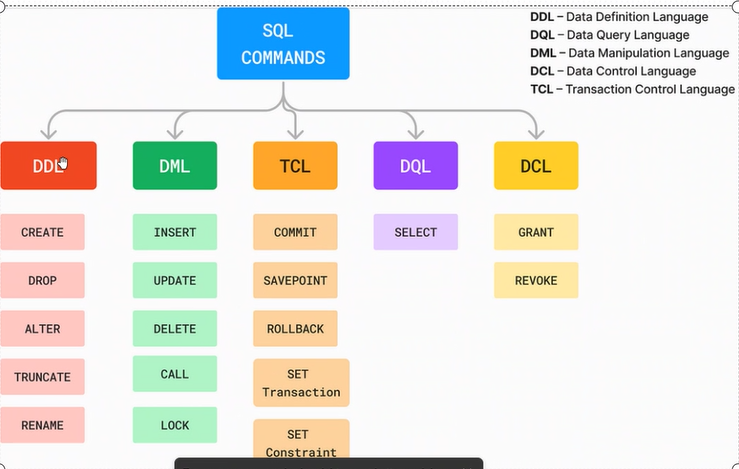 SQL
COMMANDS
DDL – Data Definition Language
DQL – Data Query Language
DML – Data Manipulation Language
DCL – Data Control Language
TCL – Transaction Control Language
DDL
DML
TCL
DQL
DCL
CREATE
INSERT
COMMIT
SELECT
GRANT
DROP
UPDATE
SAVEPOINT
REVOKE
ALTER
DELETE
ROLLBACK
TRUNCATE
CALL
SET
Transaction
RENAME
LOCK
SET
Constraint